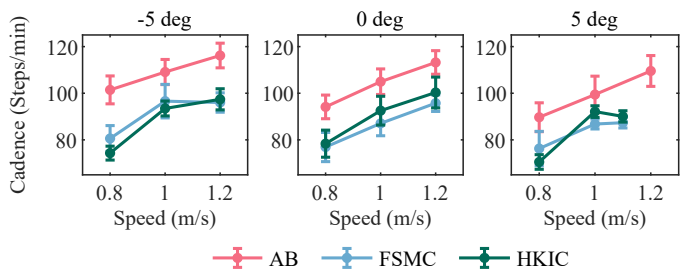 -5 deg 0 deg 5 deg
Cadence (Steps/min)
120 120 120
100 100 100
80 80 80
0.8 1 1.2 0.8 1 1.2 0.8 1 1.2
Speed (m/s) Speed (m/s) Speed (m/s)
AB FSMC HKIC